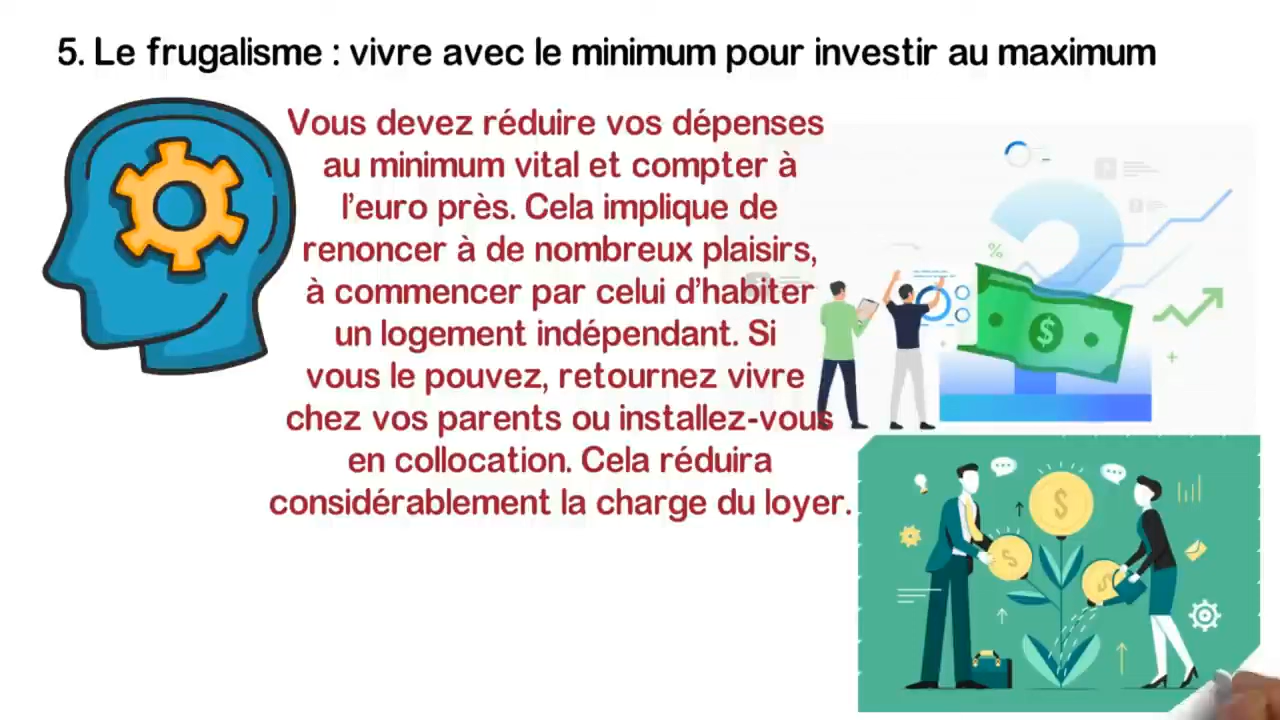 5. Le frugalisme : vivre avec le minimum pour investir au maximum
Vous devez réduire vos dépenses
au minimum vital et compter à
l'euro près. Cela implique de
renoncer à de nombreux plaisirs,
à commencer par celui d'habiter
un logement indépendant. Si
vous le pouvez, retournez vivre
chez vos parents ou installez-vous
en collocation. Cela réduira
considérablement la charge du loyer.
%
$
$
$
$